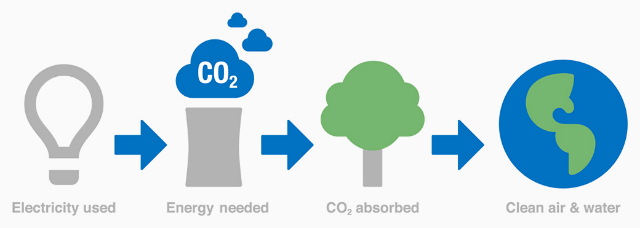 CO₂
Electricity used
Energy needed
CO₂ absorbed
Clean air & water